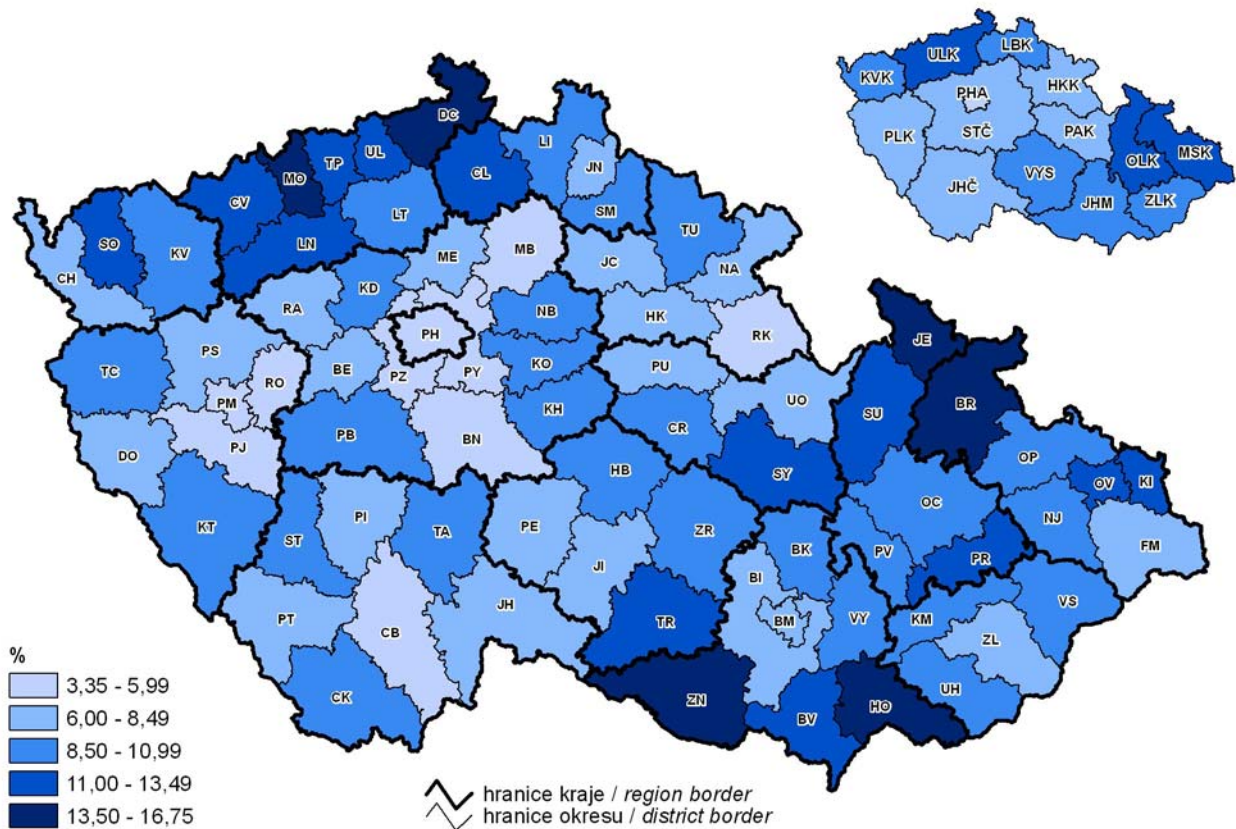 ULK
LBK
KVK
PHA
HKK
PLK
STČ
PAK
OLK
MSK
JHČ
VYS
JHM
ZLK
DC
LI
UL
TP
JN
MO
CL
CV
LT
SM
SO
KV
LN
TU
CH
ME
MB
JC
NA
KD
RA
NB
HK
PH
RK
JE
PS
TC
RO
BE
PZ
PY
KO
PU
PM
UO
SU
BR
KH
PJ
PB
BN
CR
DO
HB
SY
OP
OV
KI
OC
NJ
KT
ST
PI
TA
PE
ZR
BK
PV
PR
FM
JI
BI
VS
PT
CB
JH
TR
BM
VY
KM
ZL
CK
ZN
BV
HO
UH
%
3,35 - 5,99
6,00 - 8,49
8,50 - 10,99
11,00 - 13,49
13,50 - 16,75
hranice kraje / region border
hranice okresu / district border